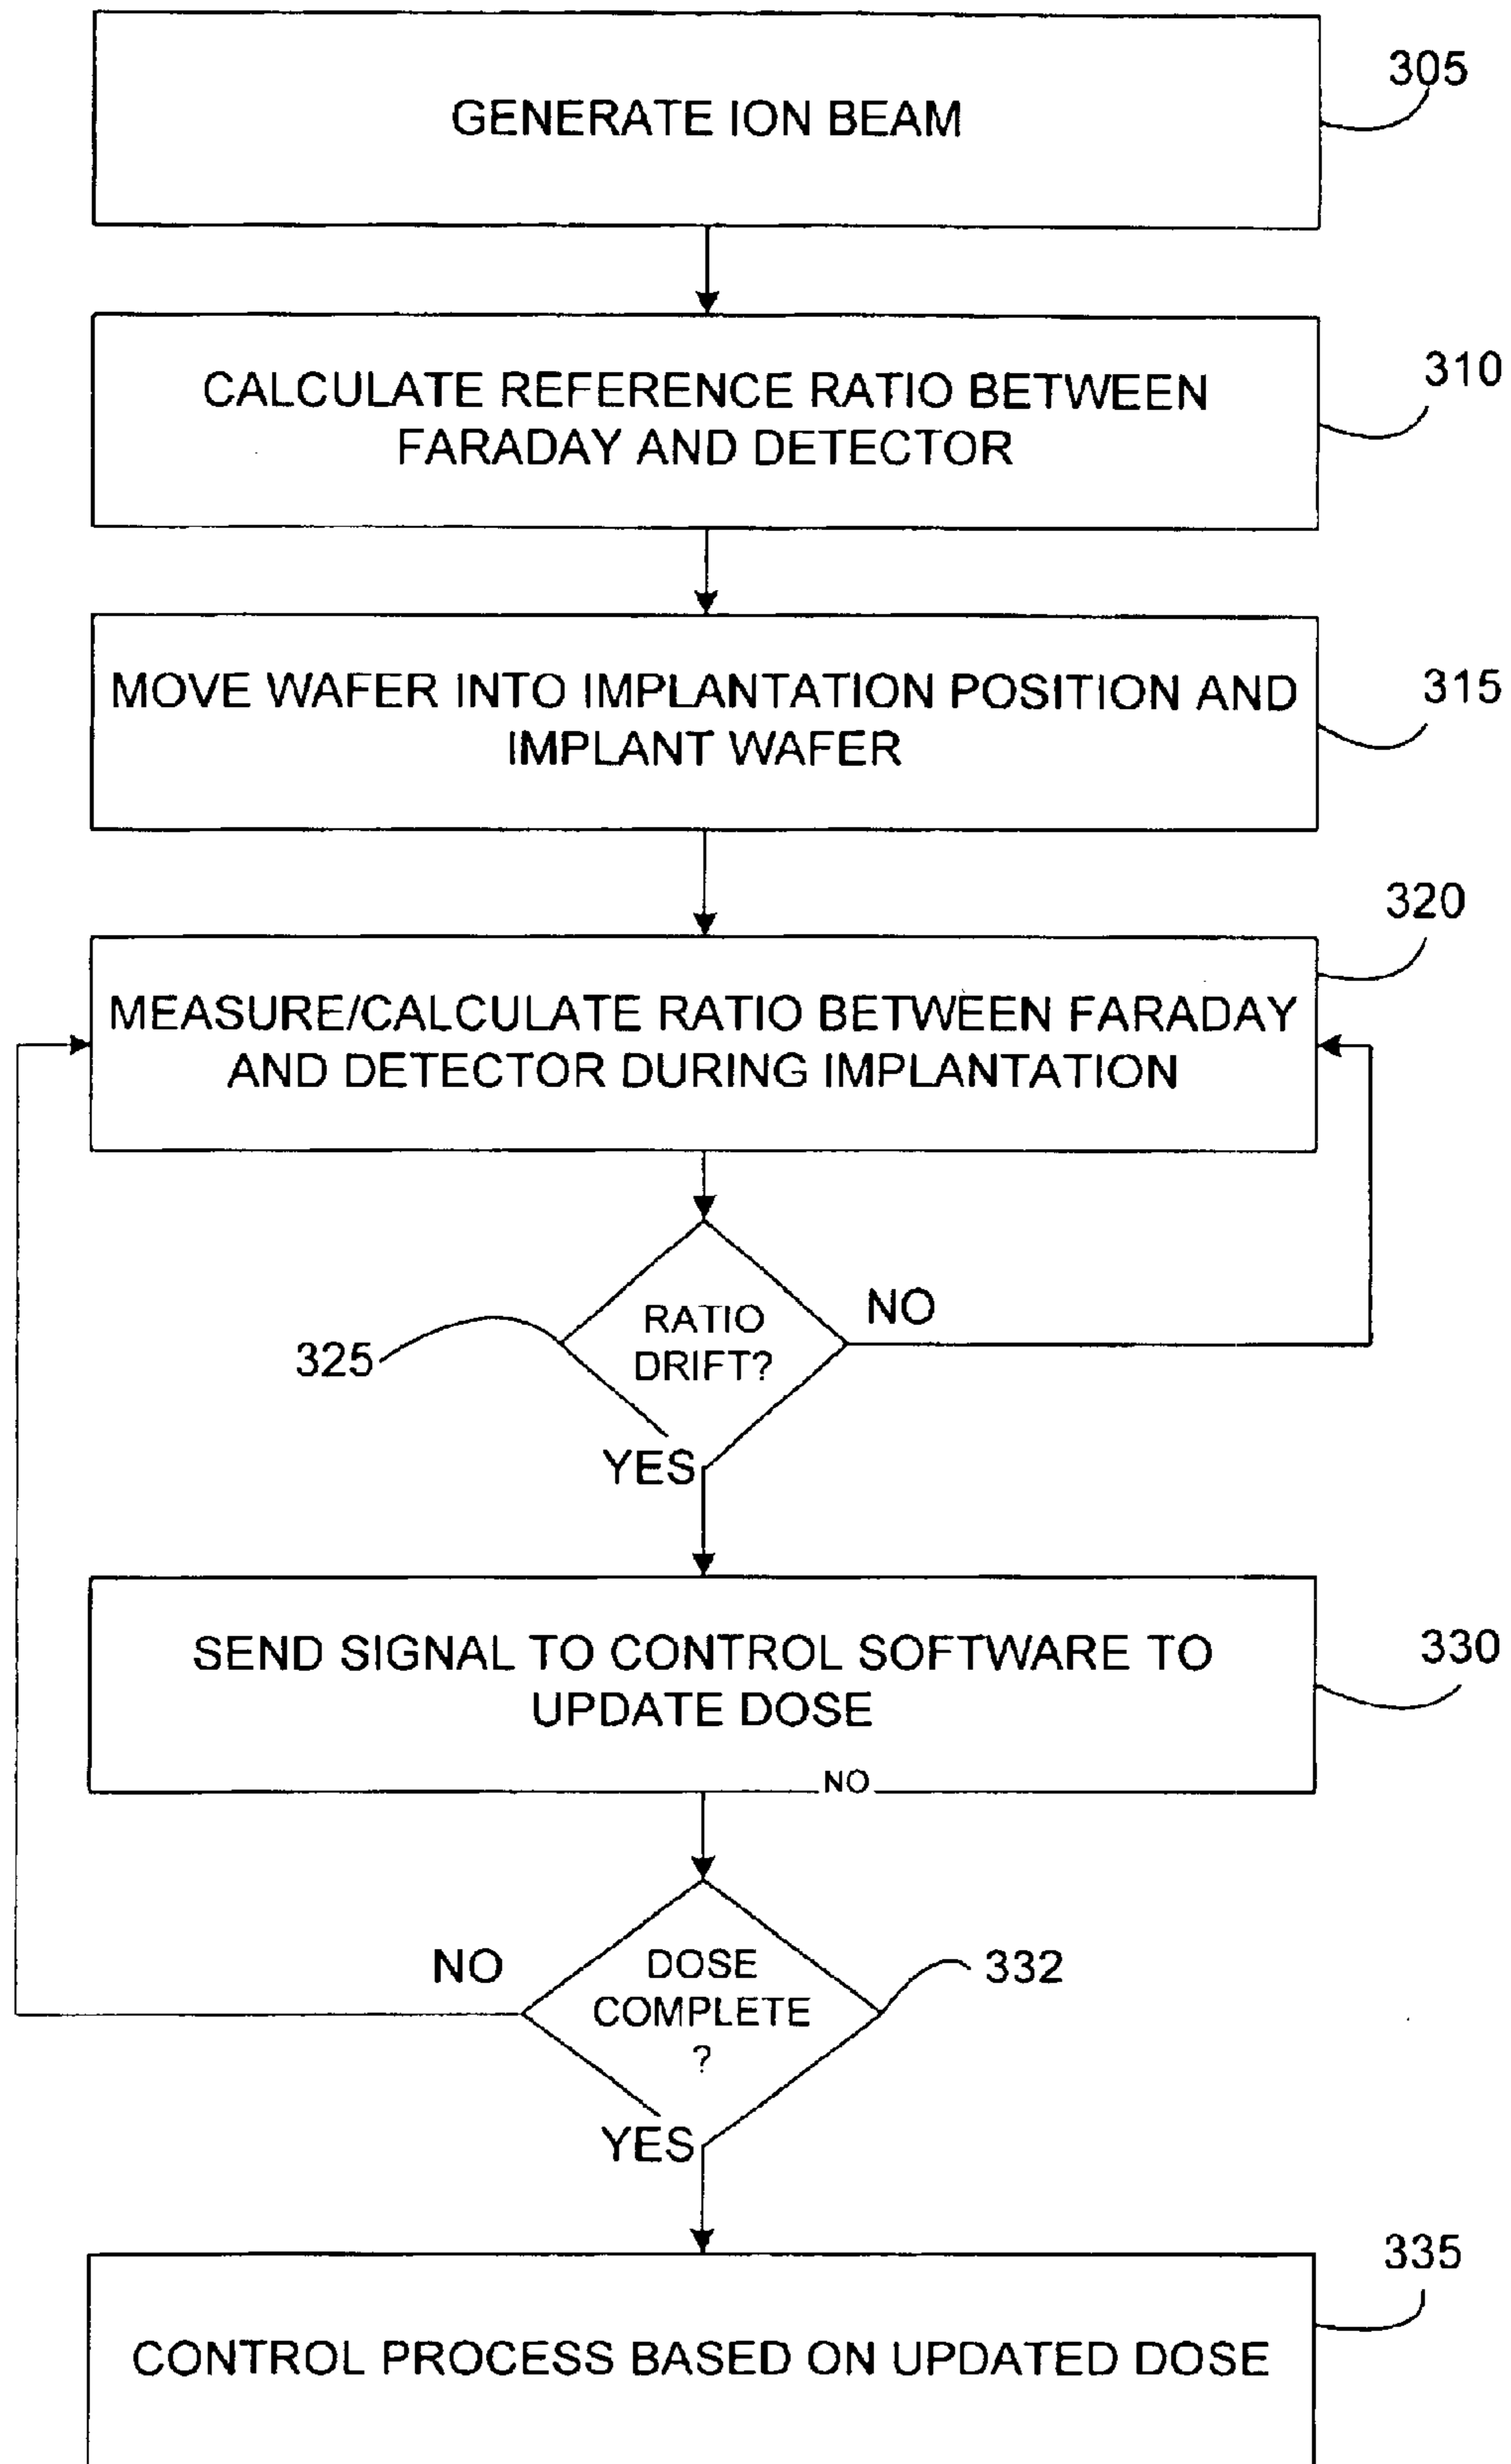 GENERATE ION BEAM
305
CALCULATE REFERENCE RATIO BETWEEN
FARADAY AND DETECTOR
310
MOVE WAFER INTO IMPLANTATION POSITION AND
IMPLANT WAFER
315
320
MEASURE/CALCULATE RATIO BETWEEN FARADAY
AND DETECTOR DURING IMPLANTATION
RATIO
DRIFT?
NO
325
YES
SEND SIGNAL TO CONTROL SOFTWARE TO
UPDATE DOSE
330
NO
NO
DOSE
COMPLETE
?
332
YES
335
CONTROL PROCESS BASED ON UPDATED DOSE